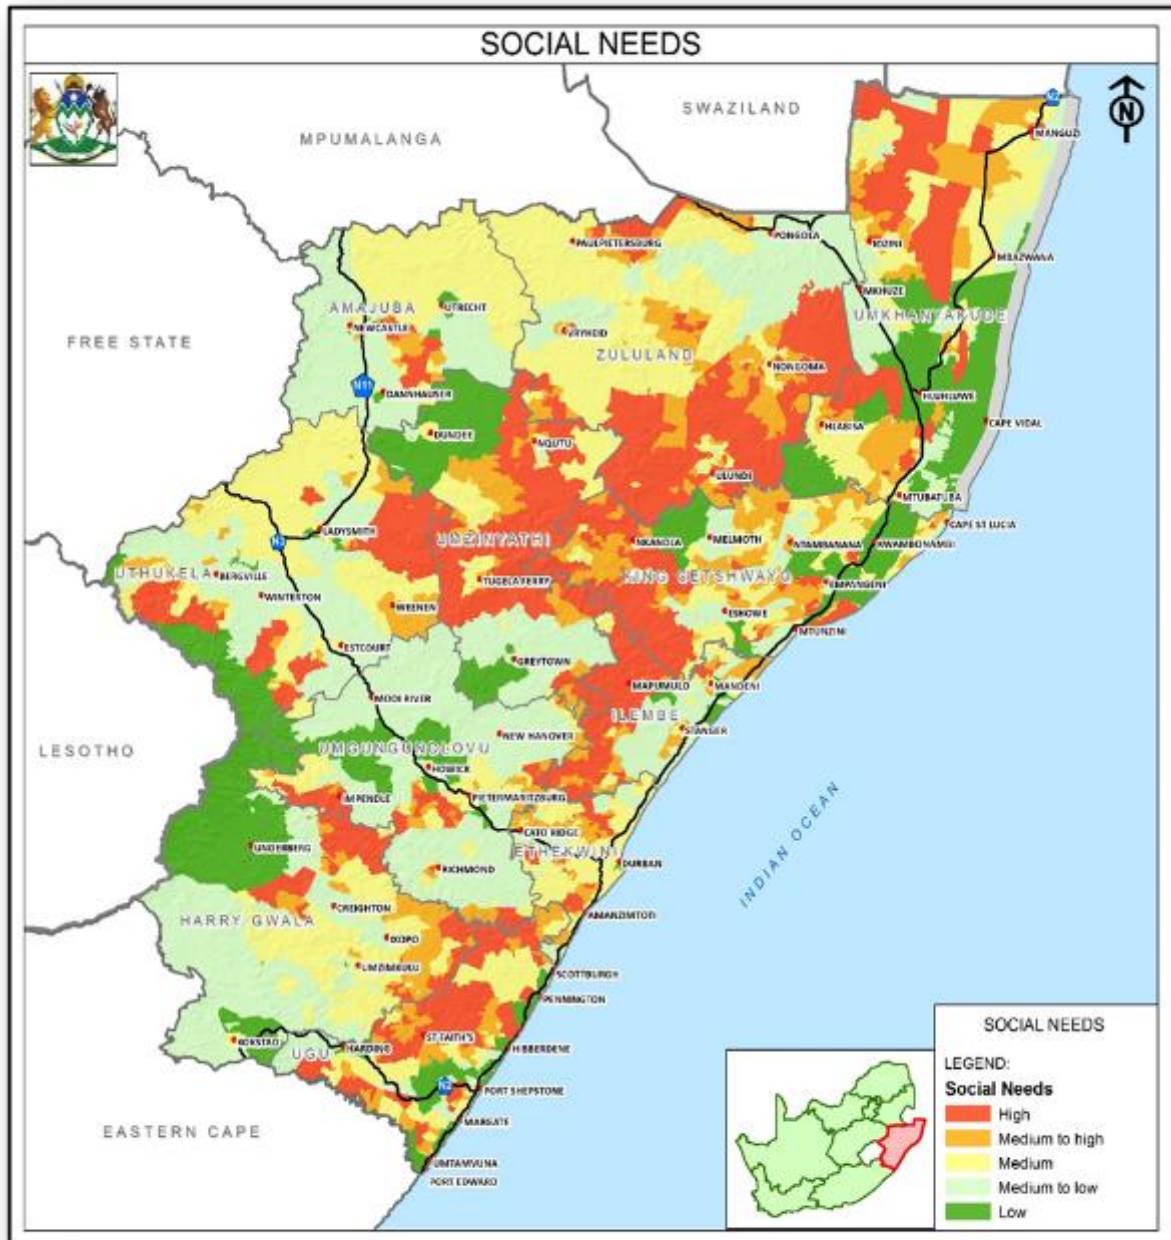 SOCIAL NEEDS
SWAZILAND
MPUMALANGA
N
MANGUZI
PAULPIETERSBURG
PONGOLA
JOZINI
MBAZWANA
MKHUZE
UMKHANYAKUDE
AMAJUBA
UTRECHT
NEWCASTLE
VRYHEID
ZULULAND
FREE STATE
NONGOMA
N11
DANNHAUSER
HLUHLUWE
CAPE VIDAL
DUNDEE
NQUTU
HLABISA
ULUNDI
MTUBATUBA
CAPE ST LUCIA
LADYSMITH
UMZINYATHI
NKANDLA
MELMOTH
NTAMBANANA
KWAMBONAMBI
UTHUKELA
BERGVILLE
TUGELA FERRY
KING CETSHWAYO
EMPANGENI
WINTERTON
WEENEN
ESHOWE
MTUNZINI
ESTCOURT
GREYTOWN
MOOI RIVER
MAPUMULO
MANDENI
ILEMBE
STANGER
LESOTHO
UMGUNGUNDLOVU
NEW HANOVER
HOWICK
IMPENDLE
PIETERMARITZBURG
CATO RIDGE
UNDERBERG
ETHEKWINI
DURBAN
RICHMOND
INDIAN OCEAN
HARRY GWALA
CREIGHTON
AMANZIMTOTI
IXOPO
UMZIMKULU
SCOTTBURGH
PENNINGTON
KOKSTAD
UGU
HARDING
ST FAITH'S
HIBBERDENE
N2
PORT SHEPSTONE
MARGATE
EASTERN CAPE
UMTAMVUNA
PORT EDWARD
SOCIAL NEEDS
LEGEND:
Social Needs
High
Medium to high
Medium
Medium to low
Low